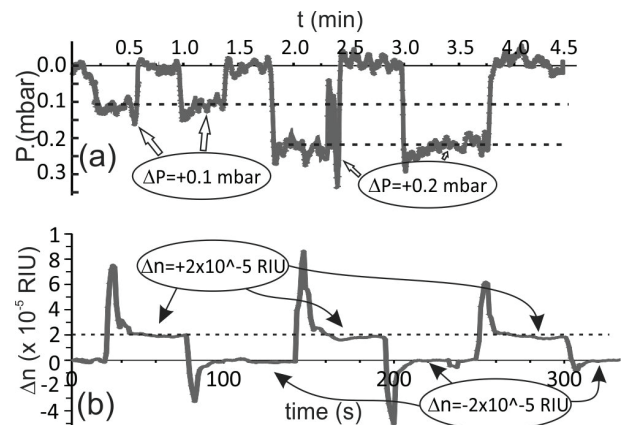 t (min)
0.5 1.0 1.5 2.0 2.5 3.0 3.5 4.0 4.5
0.0
0.1
0.2
0.3
P (mbar)
(a)
ΔP=+0.1 mbar
ΔP=+0.2 mbar
1
8
6
4
2
0
-2
-4
Δn (x 10^-5 RIU)
Δn=+2x10^-5 RIU
0 100 200 300
(b)
time (s)
Δn=-2x10^-5 RIU